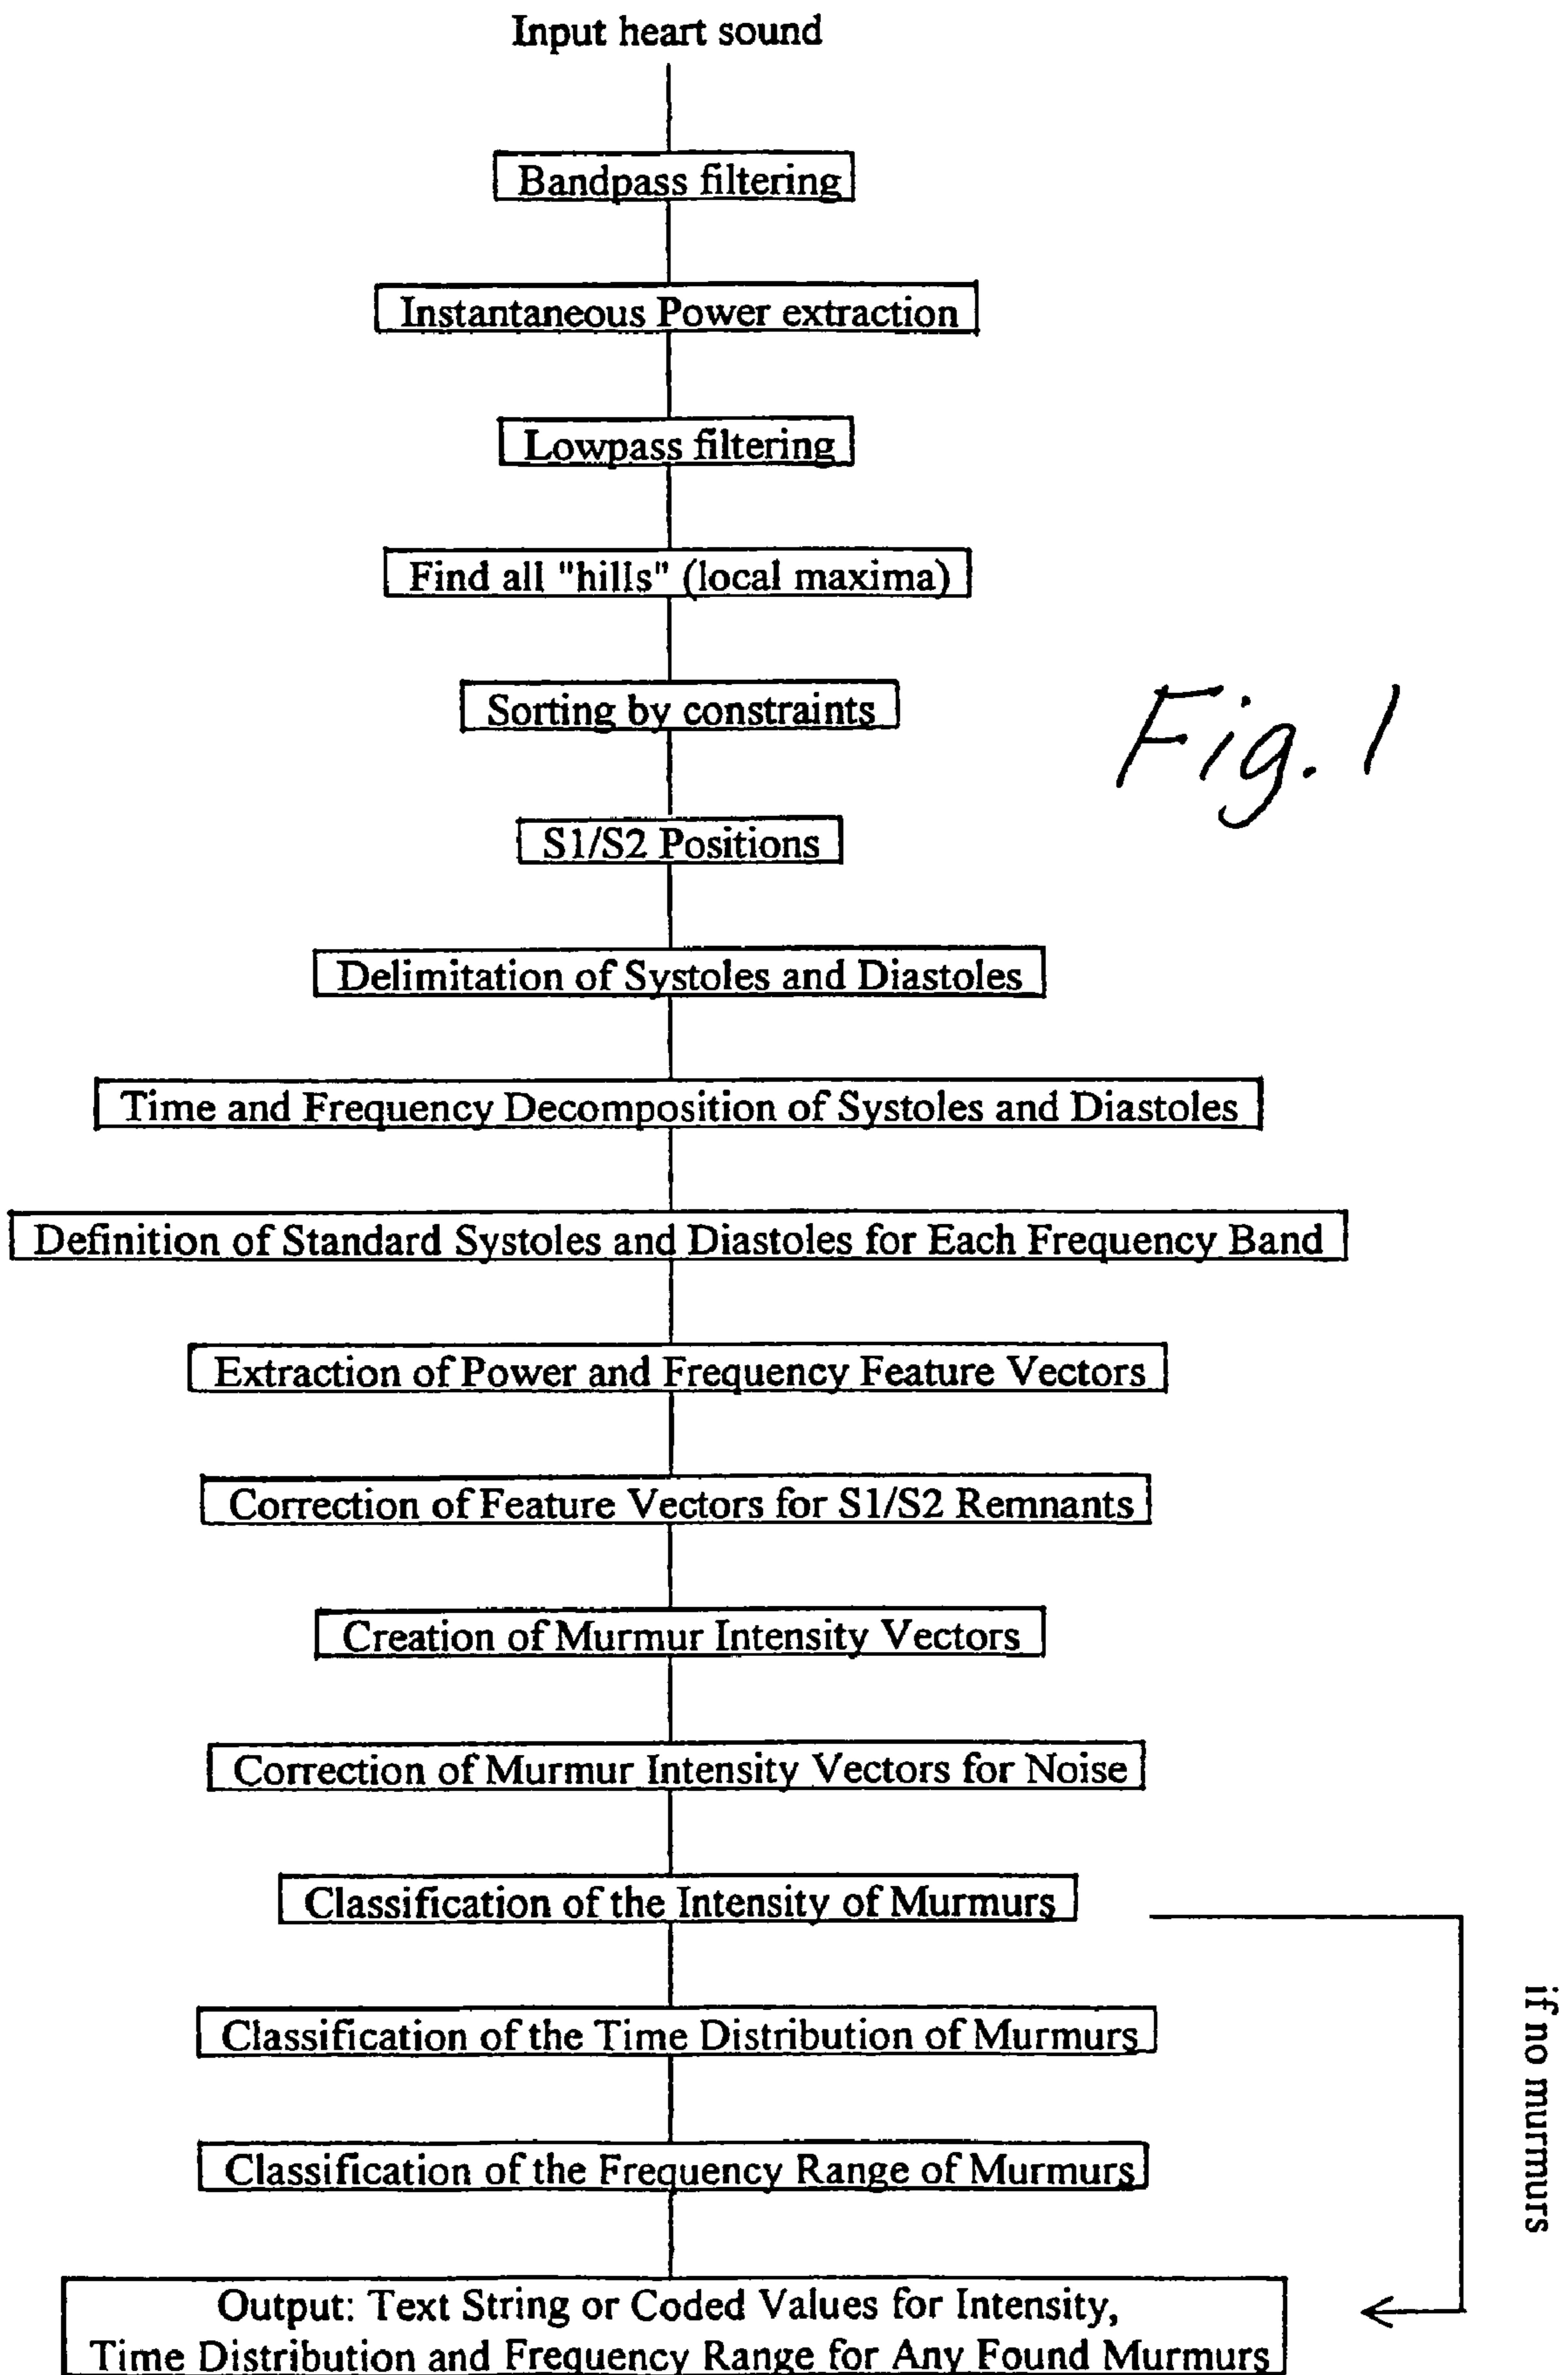 Input heart sound
Bandpass filtering
Instantaneous Power extraction
Lowpass filtering
Find all "hills" (local maxima)
Sorting by constraints
Fig. 1
S1/S2 Positions
Delimitation of Systoles and Diastoles
Time and Frequency Decomposition of Systoles and Diastoles
Definition of Standard Systoles and Diastoles for Each Frequency Band
Extraction of Power and Frequency Feature Vectors
Correction of Feature Vectors for S1/S2 Remnants
Creation of Murmur Intensity Vectors
Correction of Murmur Intensity Vectors for Noise
Classification of the Intensity of Murmurs
if no murmurs
Classification of the Time Distribution of Murmurs
Classification of the Frequency Range of Murmurs
Output: Text String or Coded Values for Intensity,
Time Distribution and Frequency Range for Any Found Murmurs